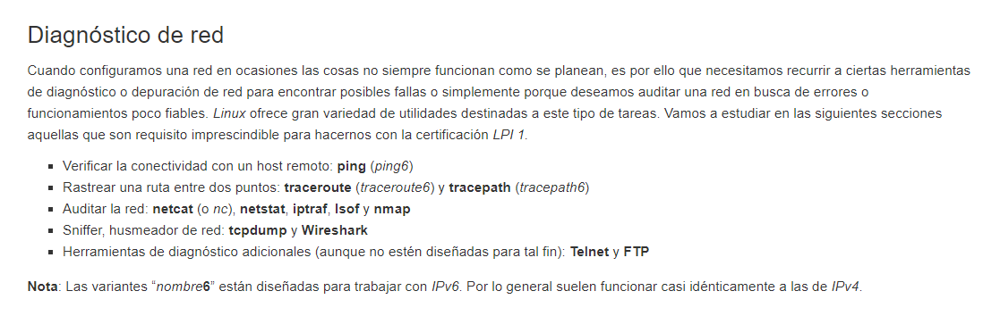 Diagnóstico de red
Cuando configuramos una red en ocasiones las cosas no siempre funcionan como se planean, es por ello que necesitamos recurrir a ciertas herramientas
de diagnóstico o depuración de red para encontrar posibles fallas o simplemente porque deseamos auditar una red en busca de errores o
funcionamientos poco fiables. Linux ofrece gran variedad de utilidades destinadas a este tipo de tareas. Vamos a estudiar en las siguientes secciones
aquellas que son requisito imprescindible para hacernos con la certificación LPI 1.
▪ Verificar la conectividad con un host remoto: ping (ping6)
▪ Rastrear una ruta entre dos puntos: traceroute (traceroute6) y tracepath (tracepath6)
▪ Auditar la red: netcat (o nc), netstat, iptraf, lsof y nmap
▪ Sniffer, husmeador de red: tcpdump y Wireshark
▪ Herramientas de diagnóstico adicionales (aunque no estén diseñadas para tal fin): Telnet y FTP
Nota: Las variantes “nombre6” están diseñadas para trabajar con IPv6. Por lo general suelen funcionar casi idénticamente a las de IPv4.